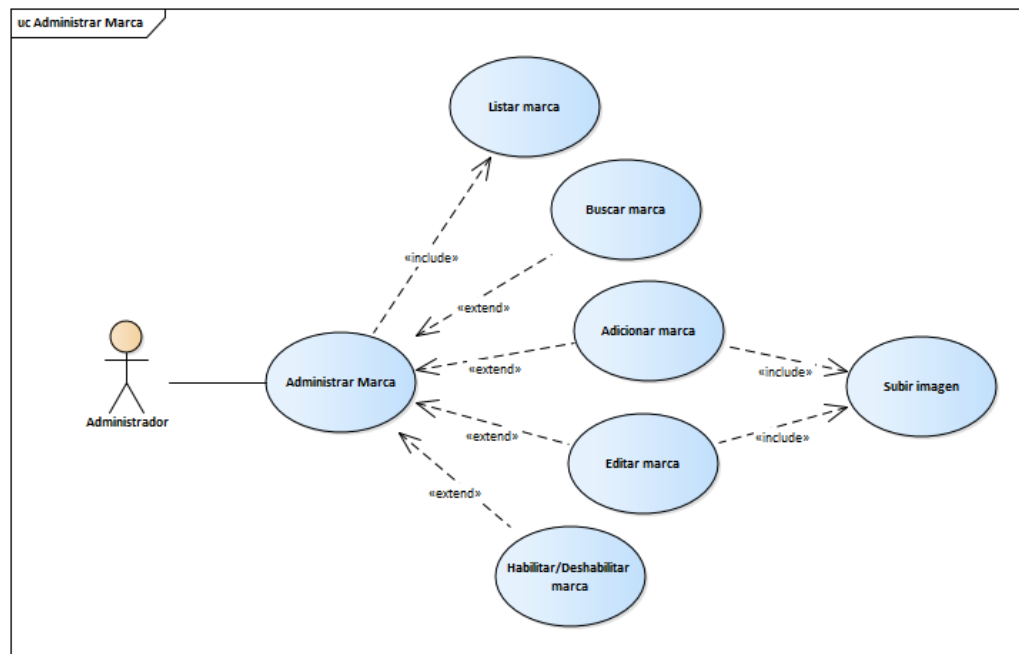 uc Administrar Marca
Listar marca
Buscar marca
«include»
«extend»
Adicionar marca
«extend»
«include»
Administrar Marca
Subir imagen
Administrador
«extend»
«include»
Editar marca
«extend»
Habilitar/Deshabilitar
marca